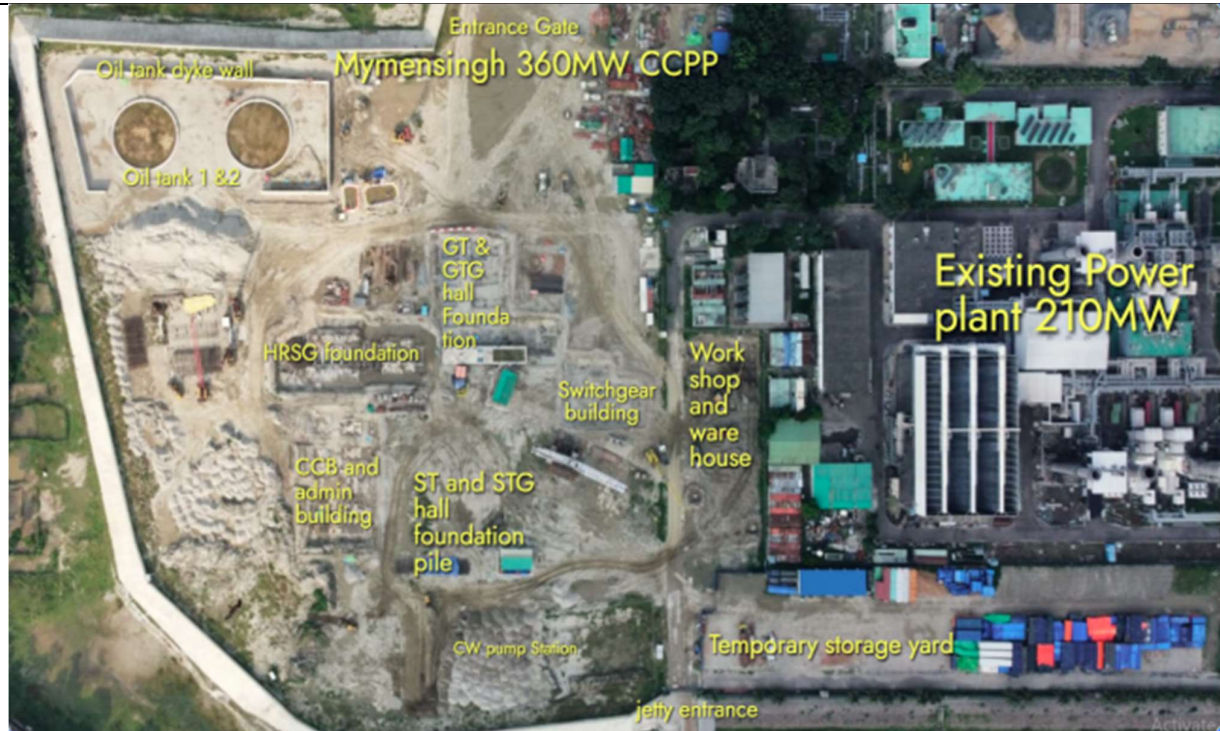 Entrance Gate
Mymensingh 360MW CCPP
Oil tank dyke wall
Oil tank 1 &2
GT &
GTG
hall
Founda
tion
Existing Power
plant 210MW
HRSG foundation
Work
shop
and
ware
house
Switchgear
building
CCB and
admin
building
ST and STG
hall
foundation
pile
CW pump Station
Temporary storage yard
jetty entrance
Activate